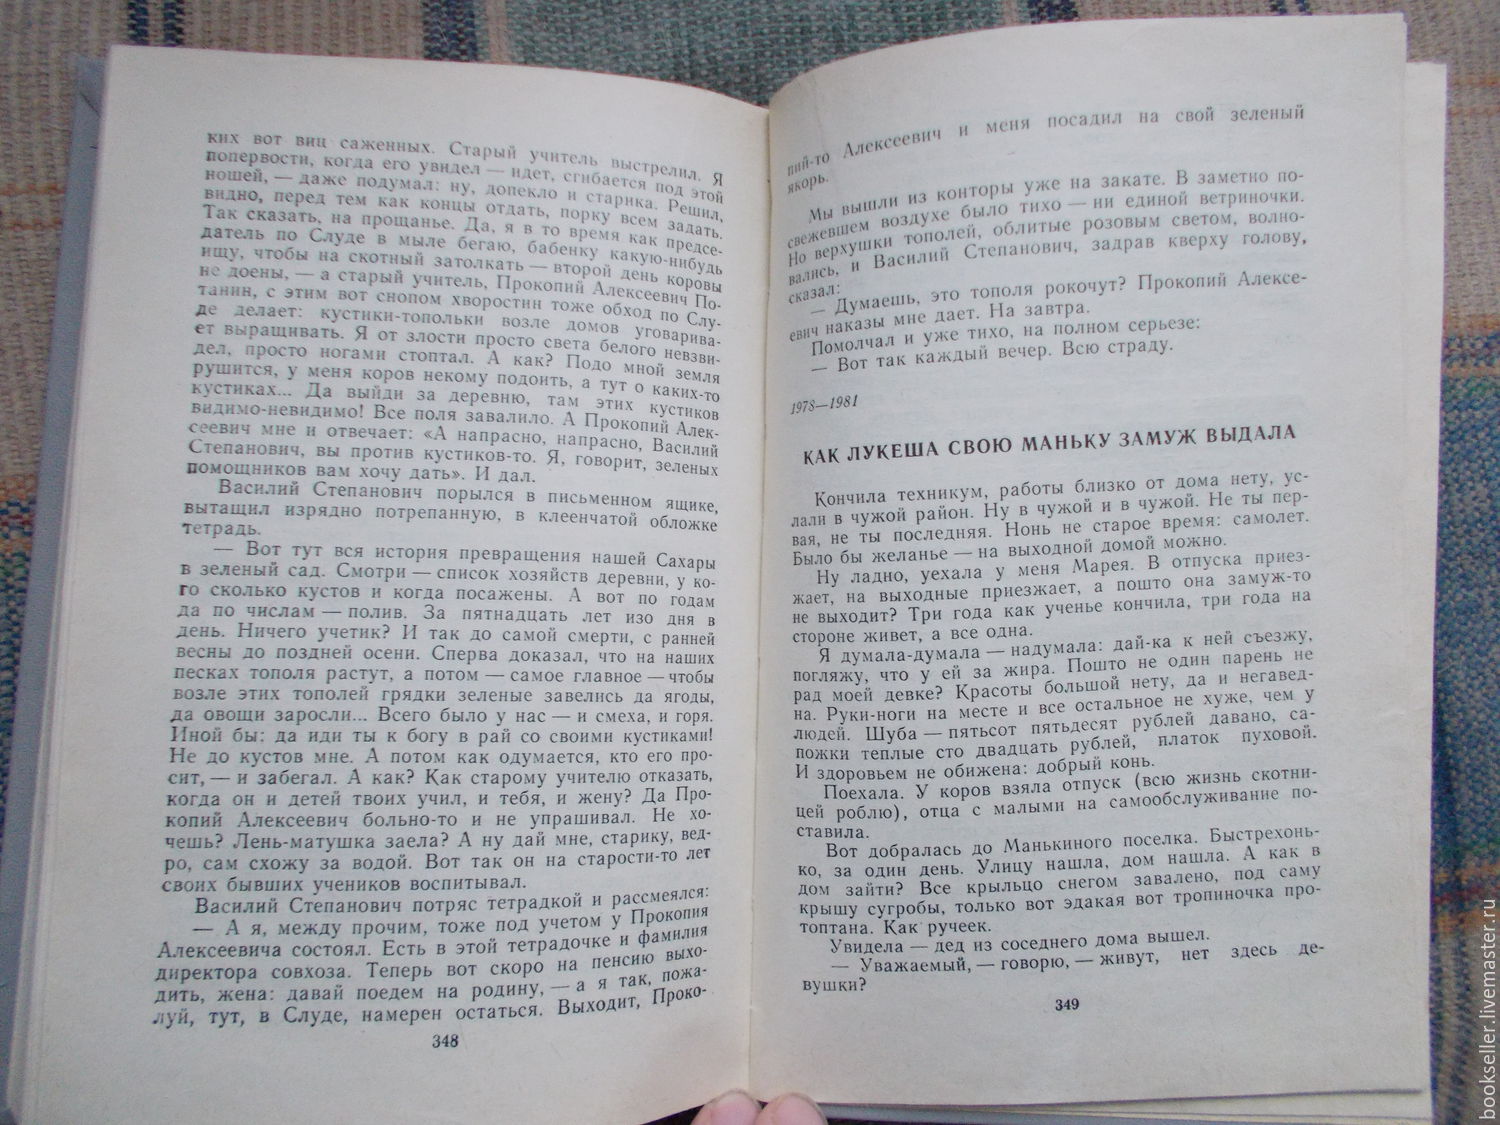 ких вот виц саженных. Старый учитель выстрелил. Я
попервости, когда его увидел — идет, сгибается под этой
ношей, — даже подумал: ну, допекло и старика. Решил,
видно, перед тем как концы отдать, порку всем задать.
Так сказать, на прощанье. Да, я в то время как предсе-
датель по Слуде в мыле бегаю, бабенку какую-нибудь
ищу, чтобы на скотный затолкать — второй день коровы
не доены, — а старый учитель, Прокопий Алексеевич По-
танин, с этим вот снопом хворостин тоже обход по Слу-
де делает: кустики-топольки возле домов уговарива-
ет выращивать. Я от злости просто света белого невзви-
дел, просто ногами стоптал. А как? Подо мной земля
рушится, у меня коров некому подоить, а тут о каких-то
кустиках... Да выйди за деревню, там этих кустиков
видимо-невидимо! Все поля завалило. А Прокопий Алек-
сеевич мне и отвечает: «А напрасно, напрасно, Василий
Степанович, вы против кустиков-то. Я, говорит, зеленых
помощников вам хочу дать». И дал.
Василий Степанович порылся в письменном ящике,
вытащил изрядно потрепанную, в клеенчатой обложке
тетрадь.
— Вот тут вся история превращения нашей Сахары
в зеленый сад. Смотри — список хозяйств деревни, у ко-
го сколько кустов и когда посажены. А вот по годам
да по числам — полив. За пятнадцать лет изо дня в
день. Ничего учетик? И так до самой смерти, с ранней
весны до поздней осени. Сперва доказал, что на наших
песках тополя растут, а потом — самое главное — чтобы
возле этих тополей грядки зеленые завелись да ягоды,
да овощи заросли... Всего было у нас — и смеха, и горя.
Иной бы: да иди ты к богу в рай со своими кустиками!
Не до кустов мне. А потом как одумается, кто его про-
сит, — и забегал. А как? Как старому учителю отказать,
когда он и детей твоих учил, и тебя, и жену? Да Про-
копий Алексеевич больно-то и не упрашивал. Не хо-
чешь? Лень-матушка заела? А ну дай мне, старику, вед-
ро, сам схожу за водой. Вот так он на старости-то лет
своих бывших учеников воспитывал.
Василий Степанович потряс тетрадкой и рассмеялся:
— А я, между прочим, тоже под учетом у Прокопия
Алексеевича состоял. Есть в этой тетрадочке и фамилия
директора совхоза. Теперь вот скоро на пенсию выхо-
дить, жена: давай поедем на родину, — а я так, пожа-
луй, тут, в Слуде, намерен остаться. Выходит, Проко-
348
пий-то Алексеевич и меня посадил на свой зеленый
якорь.
Мы вышли из конторы уже на закате. В заметно по-
свежевшем воздухе было тихо — ни единой ветриночки.
Но верхушки тополей, облитые розовым светом, волно-
вались, и Василий Степанович, задрав кверху голову,
сказал:
— Думаешь, это тополя рокочут? Прокопий Алексе-
евич наказы мне дает. На завтра.
Помолчал и уже тихо, на полном серьезе:
— Вот так каждый вечер. Всю страду.
1978—1981
КАК ЛУКЕША СВОЮ МАНЬКУ ЗАМУЖ ВЫДАЛА
Кончила техникум, работы близко от дома нету, ус-
лали в чужой район. Ну в чужой и в чужой. Не ты пер-
вая, не ты последняя. Нонь не старое время: самолет.
Было бы желанье — на выходной домой можно.
Ну ладно, уехала у меня Марея. В отпуска приез-
жает, на выходные приезжает, а пошто она замуж-то
не выходит? Три года как ученье кончила, три года на
стороне живет, а все одна.
Я думала-думала — надумала: дай-ка к ней съезжу,
погляжу, что у ей за жира. Пошто не один парень не
рад моей девке? Красоты большой нету, да и негавед-
на. Руки-ноги на месте и все остальное не хуже, чем у
людей. Шуба — пятьсот пятьдесят рублей давано, са-
пожки теплые сто двадцать рублей, платок пуховой.
И здоровьем не обижена: добрый конь.
Поехала. У коров взяла отпуск (всю жизнь скотни-
цей роблю), отца с малыми на самообслуживание по-
ставила.
Вот добралась до Манькиного поселка. Быстрехонь-
ко, за один день. Улицу нашла, дом нашла. А как в
дом зайти? Все крыльцо снегом завалено, под саму
крышу сугробы, только вот эдакая вот тропиночка про-
топтана. Как ручеек.
Увидела — дед из соседнего дома вышел.
— Уважаемый, — говорю, — живут, нет здесь де-
вушки?
349
bookseller.livemaster.ru